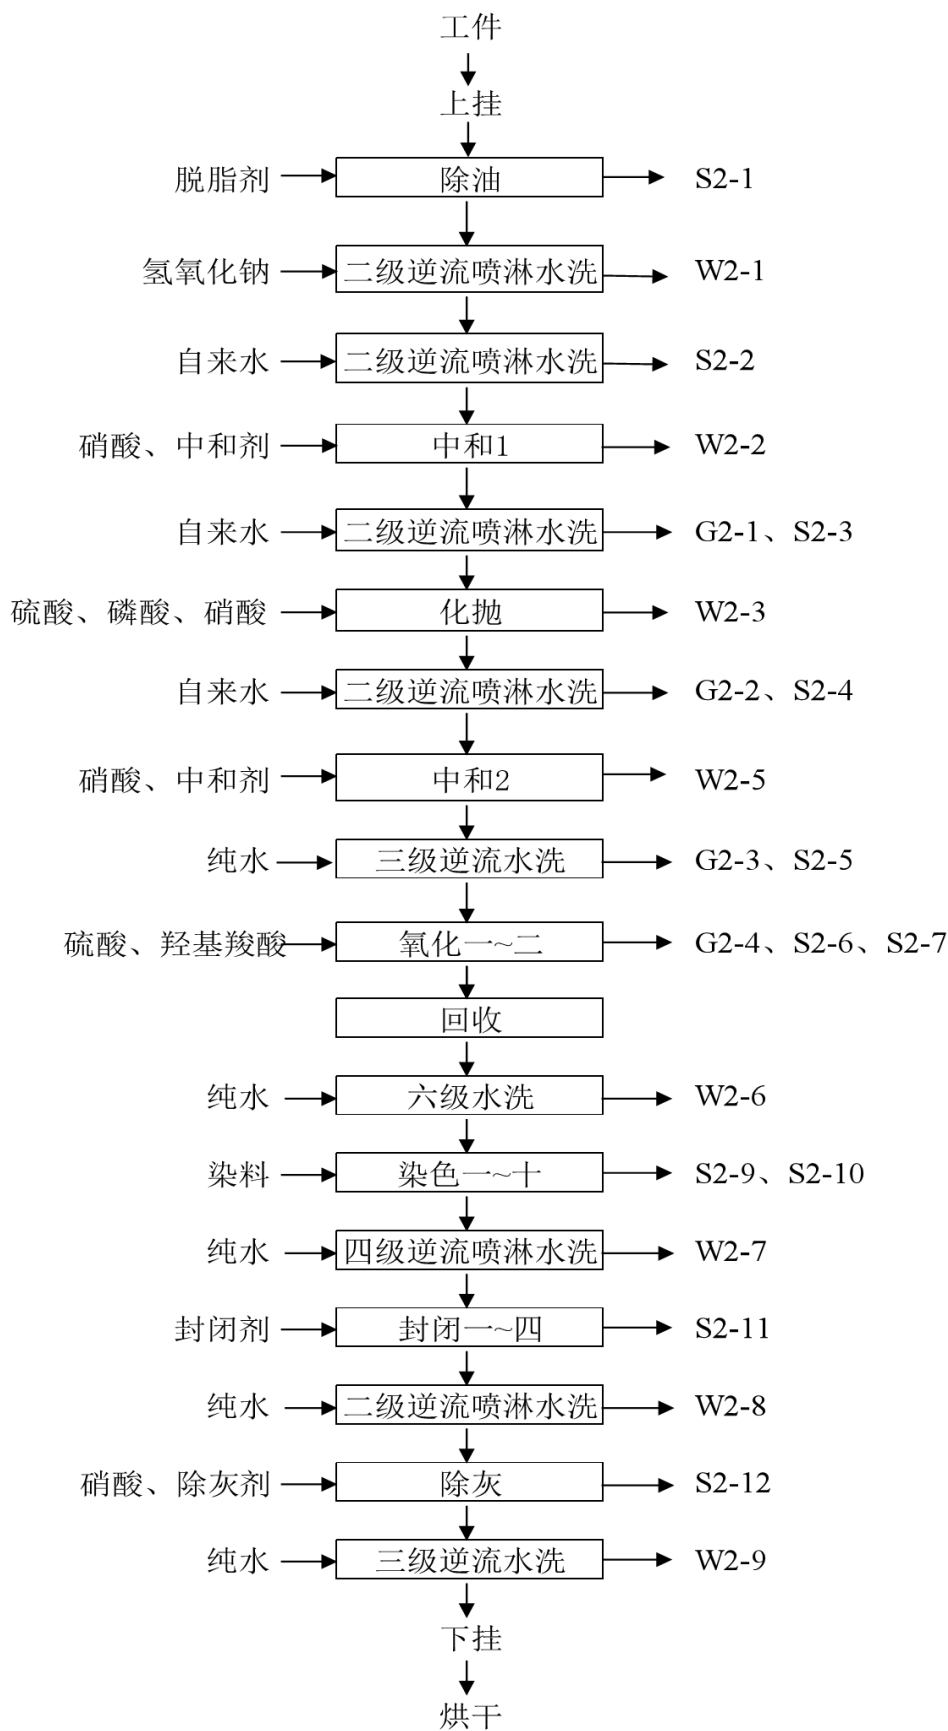 工件
上挂
脱脂剂 除油 S2-1
氢氧化钠 二级逆流喷淋水洗 W2-1
自来水 二级逆流喷淋水洗 S2-2
硝酸、中和剂 中和1 W2-2
自来水 二级逆流喷淋水洗 G2-1、S2-3
硫酸、磷酸、硝酸 化抛 W2-3
自来水 二级逆流喷淋水洗 G2-2、S2-4
硝酸、中和剂 中和2 W2-5
纯水 三级逆流水洗 G2-3、S2-5
硫酸、羟基羧酸 氧化一~二 G2-4、S2-6、S2-7
回收
纯水 六级水洗 W2-6
染料 染色一~十 S2-9、S2-10
纯水 四级逆流喷淋水洗 W2-7
封闭剂 封闭一~四 S2-11
纯水 二级逆流喷淋水洗 W2-8
硝酸、除灰剂 除灰 S2-12
纯水 三级逆流水洗 W2-9
下挂
烘干